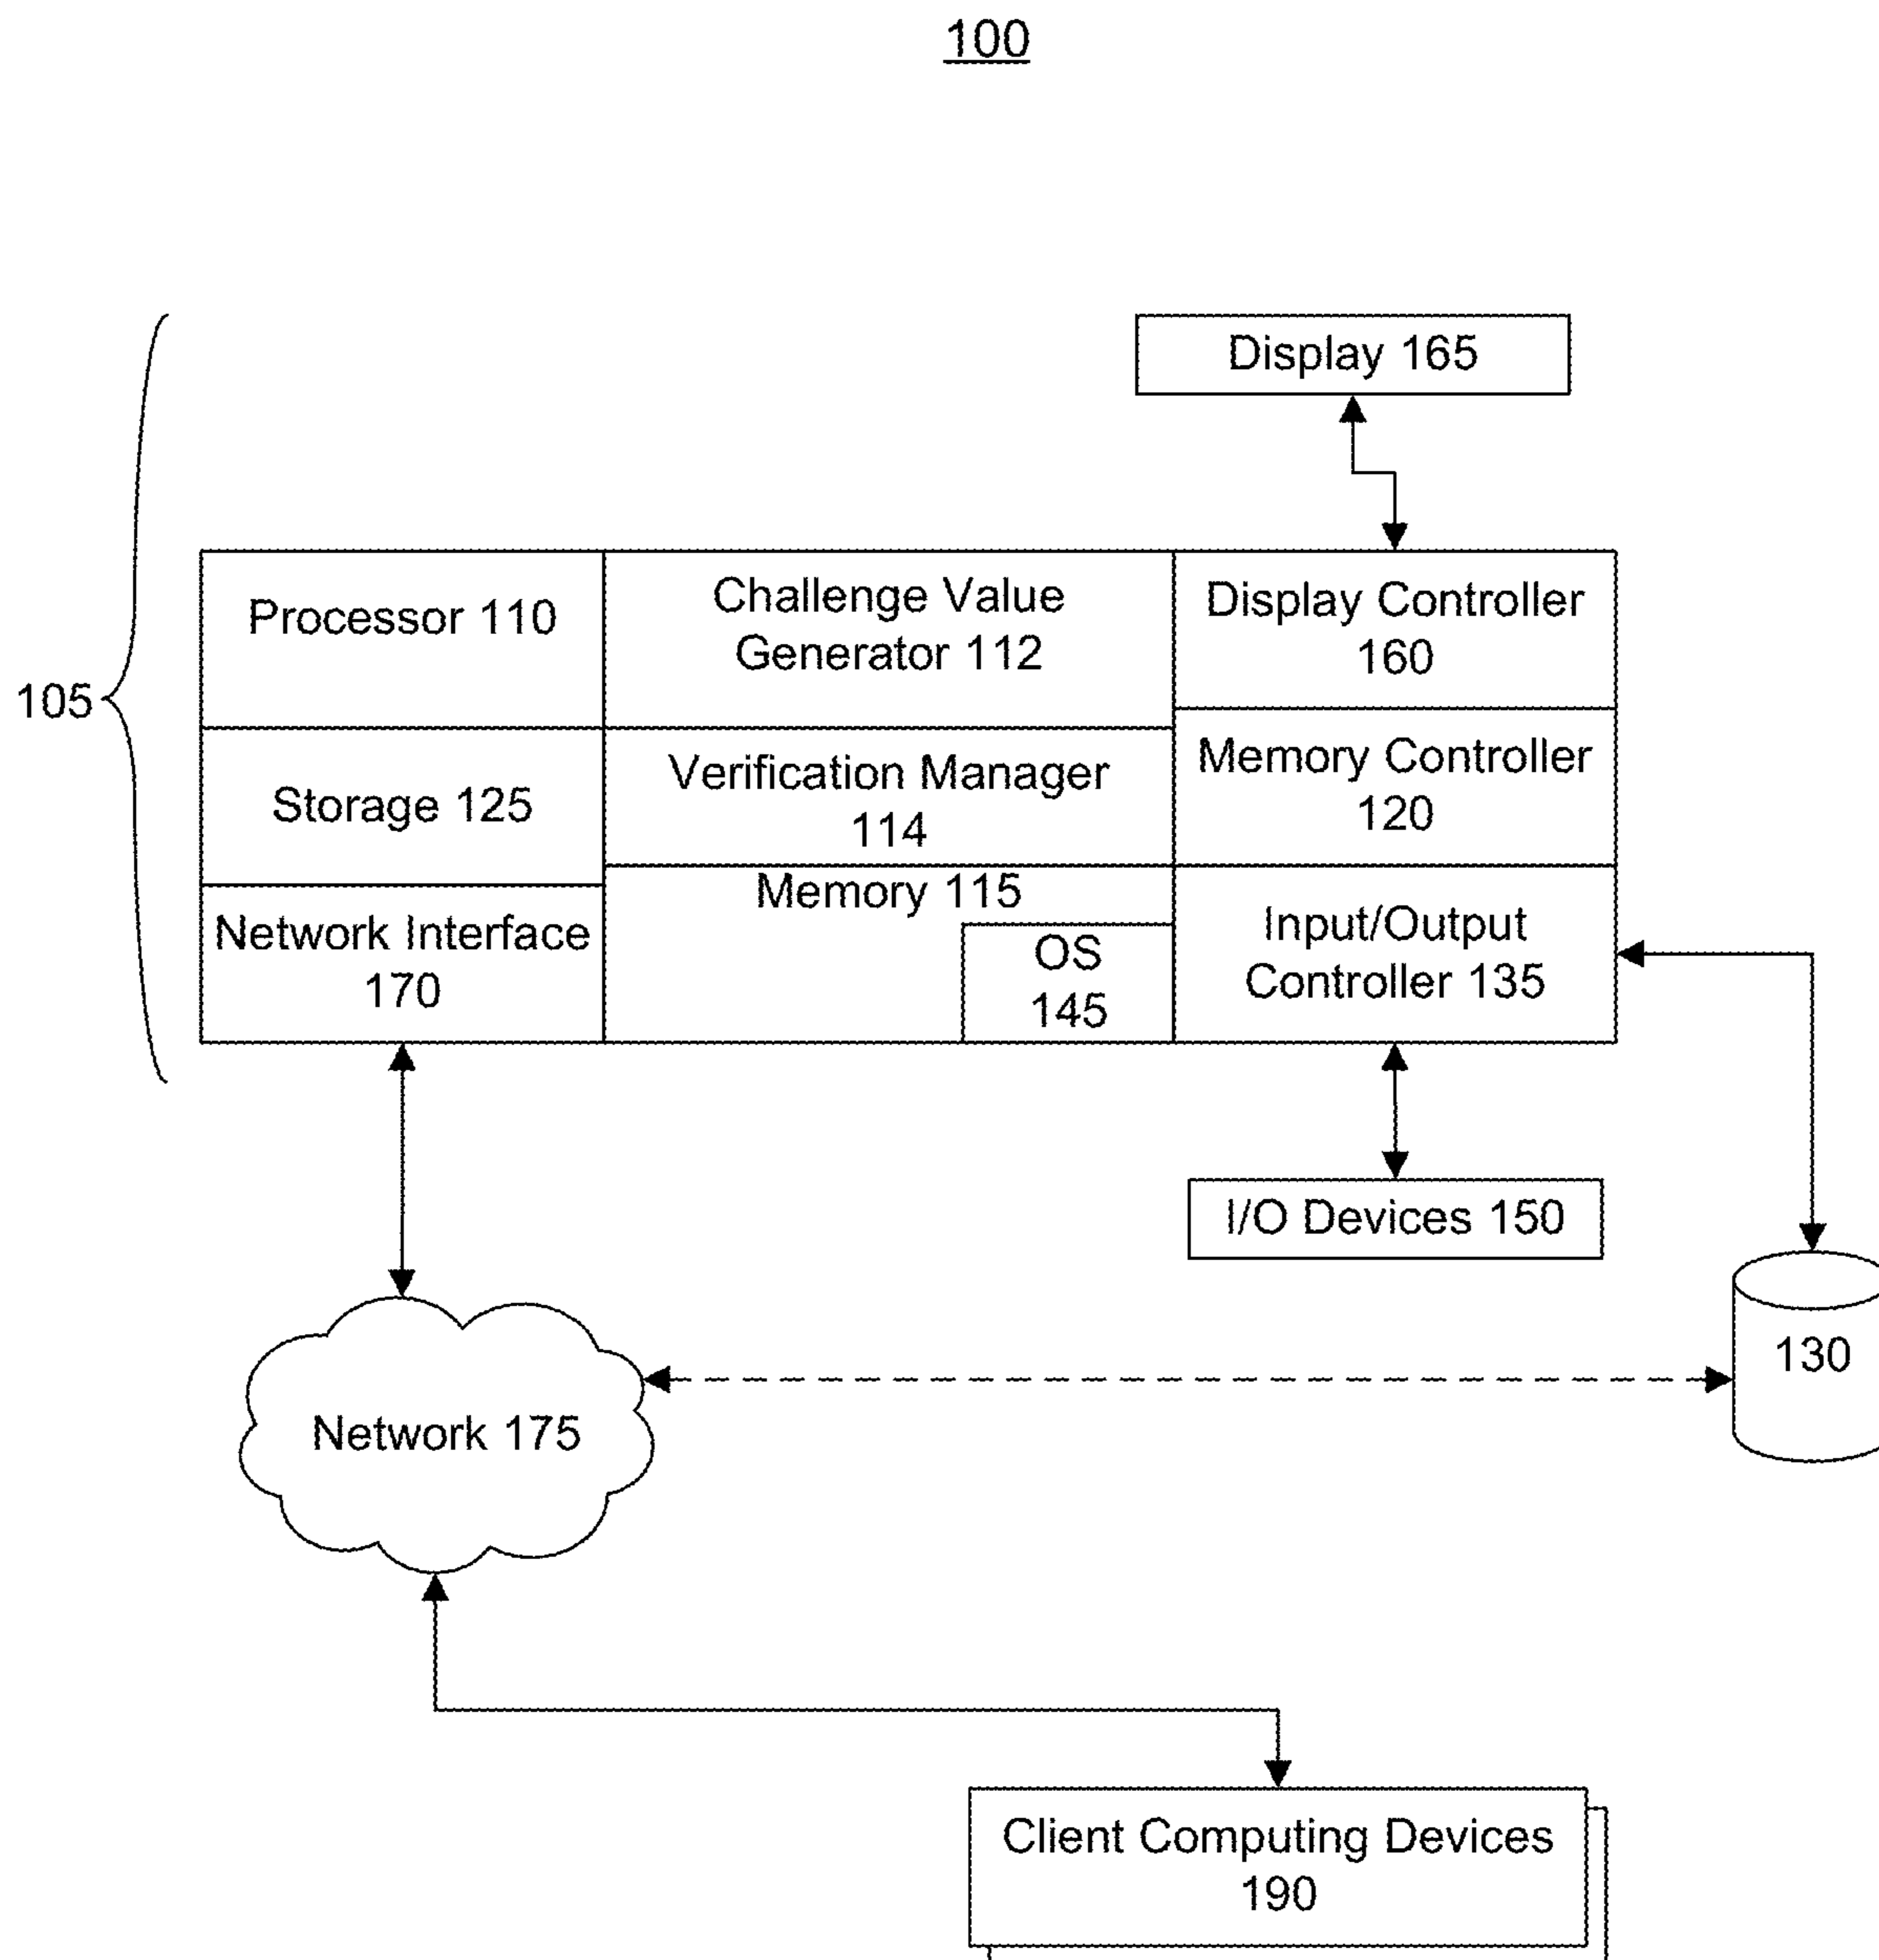 100
Display 165
105
Processor 110
Challenge Value
Generator 112
Display Controller
160
Storage 125
Verification Manager
114
Memory Controller
120
Network Interface
170
Memory 115
OS
145
Input/Output
Controller 135
I/O Devices 150
130
Network 175
Client Computing Devices
190